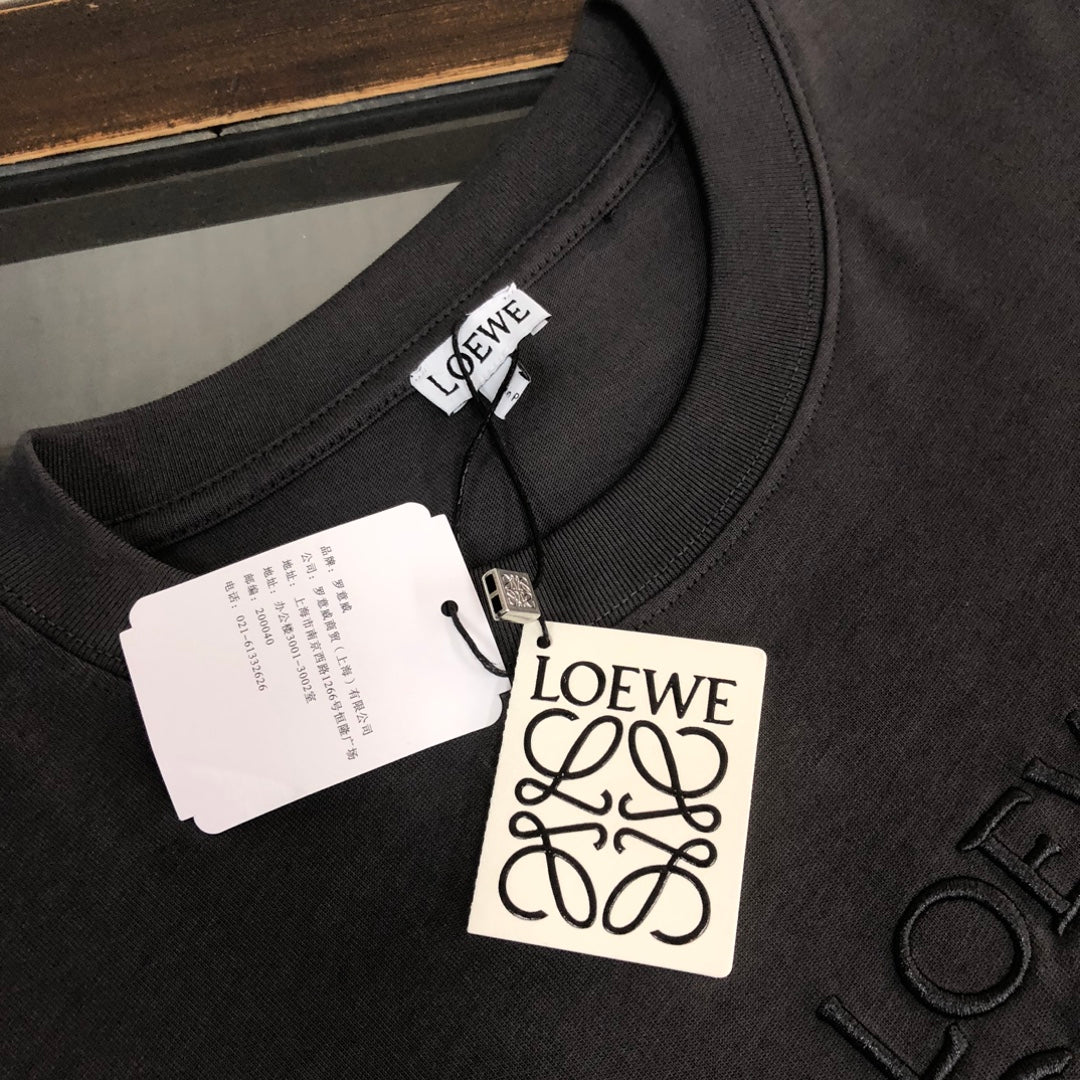 LOEWE
P
品牌：罗意威
公司：罗意威商贸（上海）有限公司
地址：上海市南京西路1266号恒隆广场
地址：办公楼3001-3002室
邮编：200040
电话：021-61332626
LOEWE
LOEW